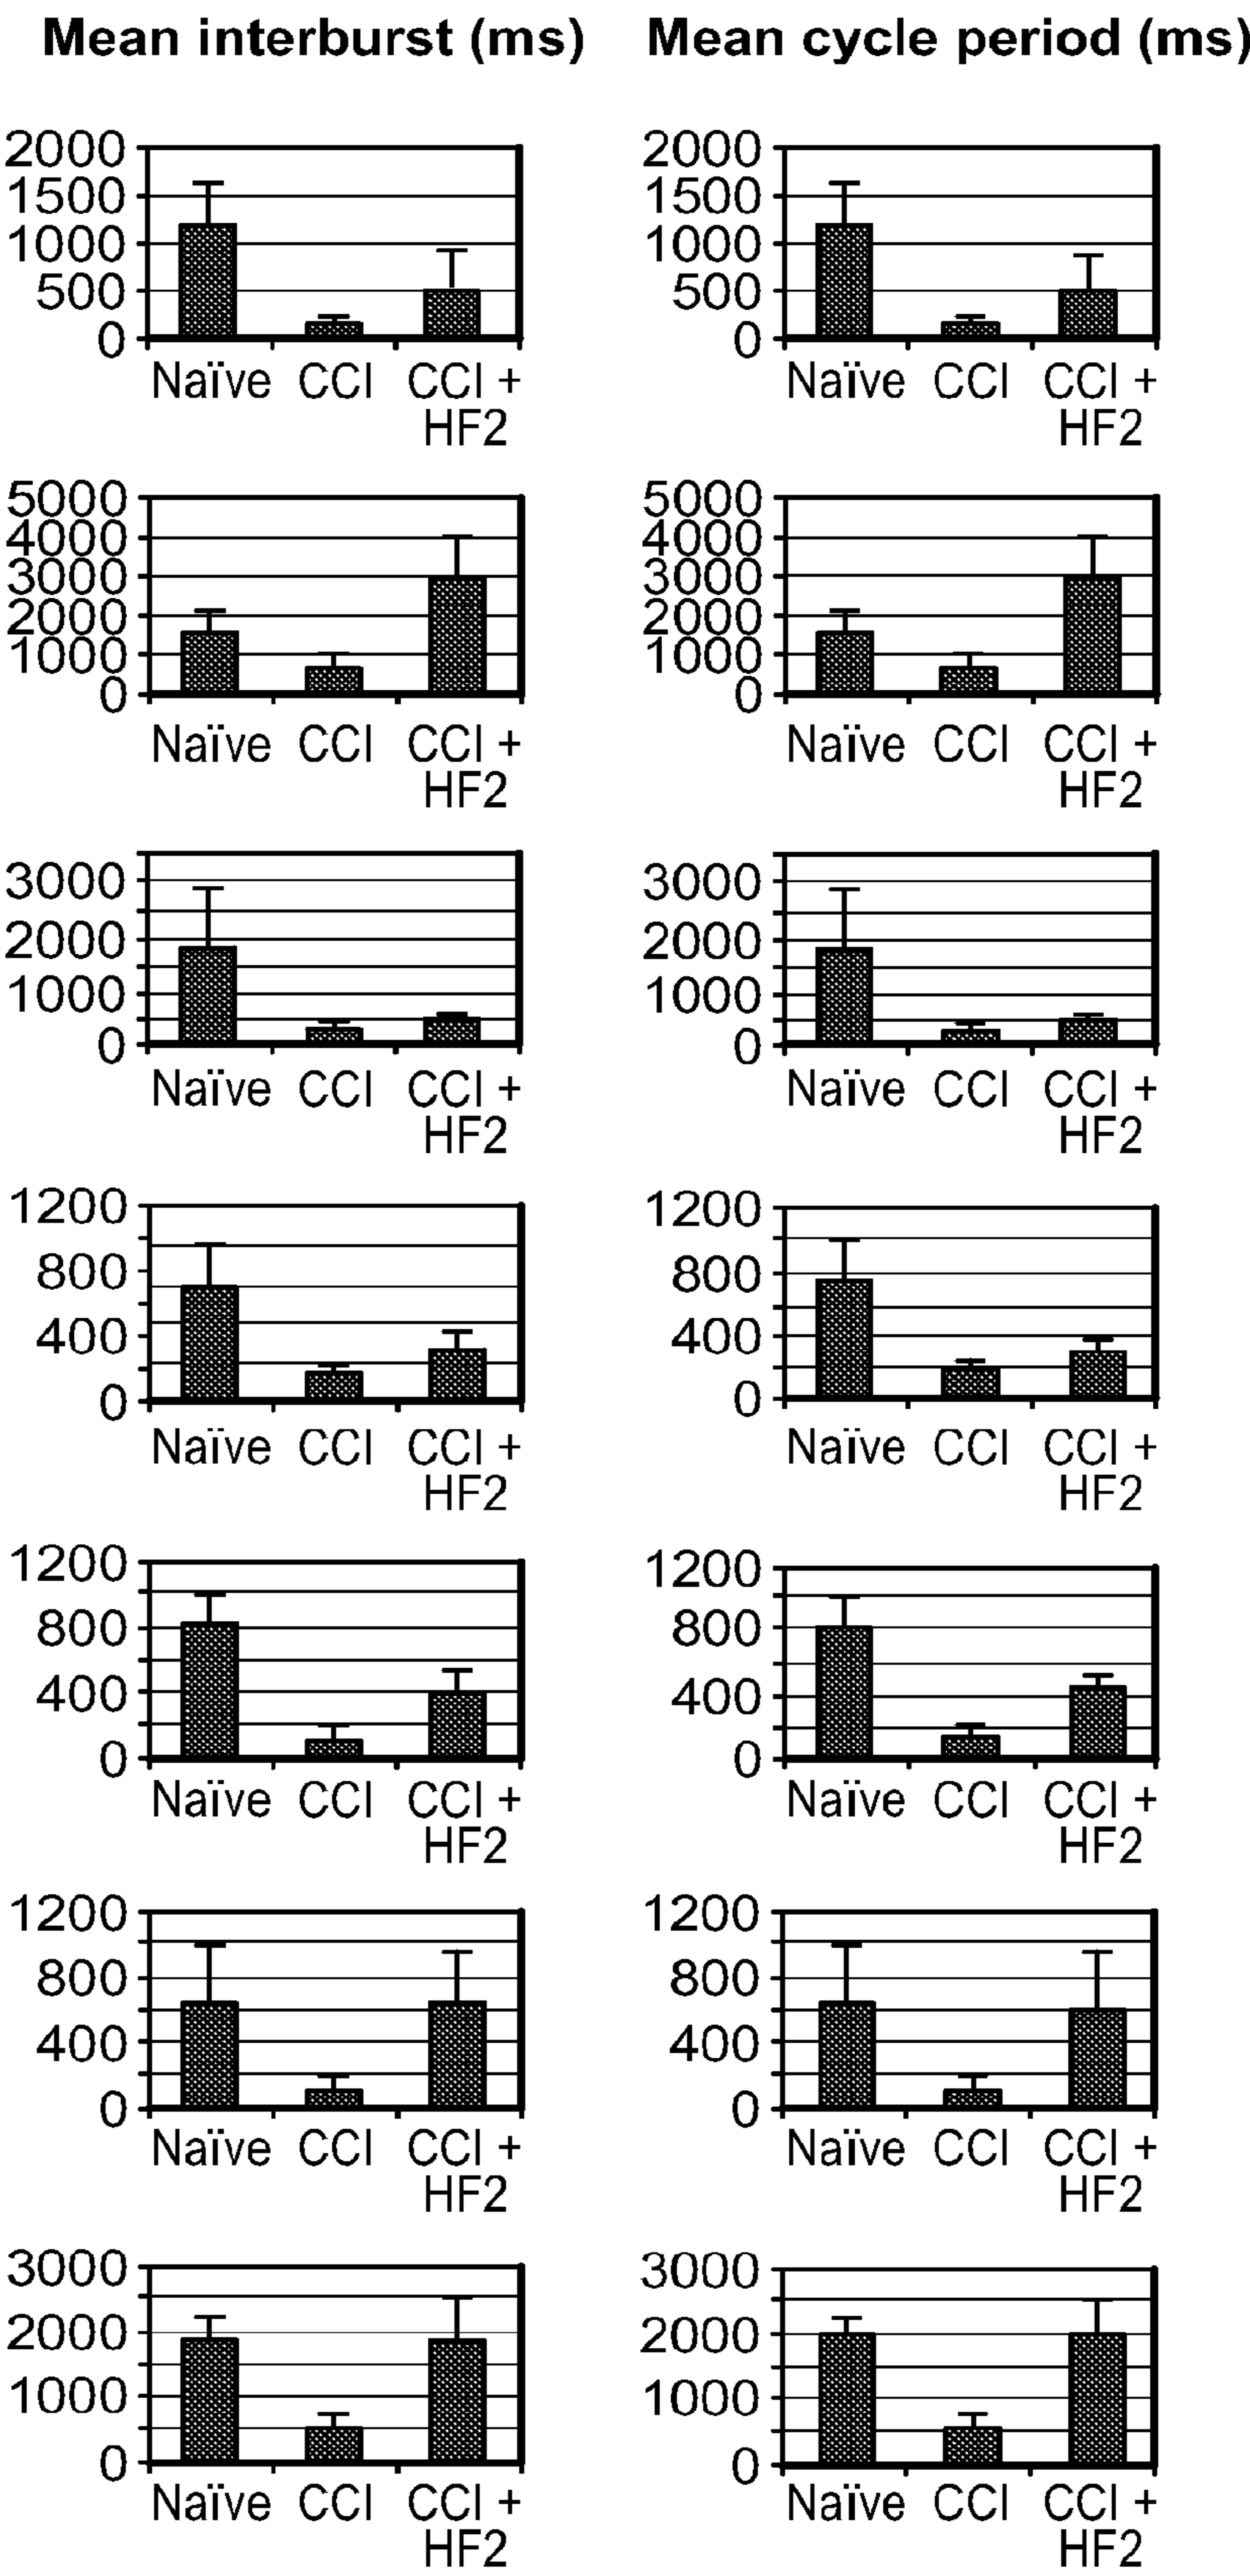 Mean interburst (ms) Mean cycle period (ms)
2000 2000
1500 1500
1000 1000
500 500
0 0
Naïve CCI CCI + Naïve CCI CCI +
HF2 HF2
5000 5000
4000 4000
3000 3000
2000 2000
1000 1000
0 0
Naïve CCI CCI + Naïve CCI CCI +
HF2 HF2
3000 3000
2000 2000
1000 1000
0 0
Naïve CCI CCI + Naïve CCI CCI +
HF2 HF2
1200 1200
800 800
400 400
0 0
Naïve CCI CCI + Naïve CCI CCI +
HF2 HF2
1200 1200
800 800
400 400
0 0
Naïve CCI CCI + Naïve CCI CCI +
HF2 HF2
1200 1200
800 800
400 400
0 0
Naïve CCI CCI + Naïve CCI CCI +
HF2 HF2
3000 3000
2000 2000
1000 1000
0 0
Naïve CCI CCI + Naïve CCI CCI +
HF2 HF2